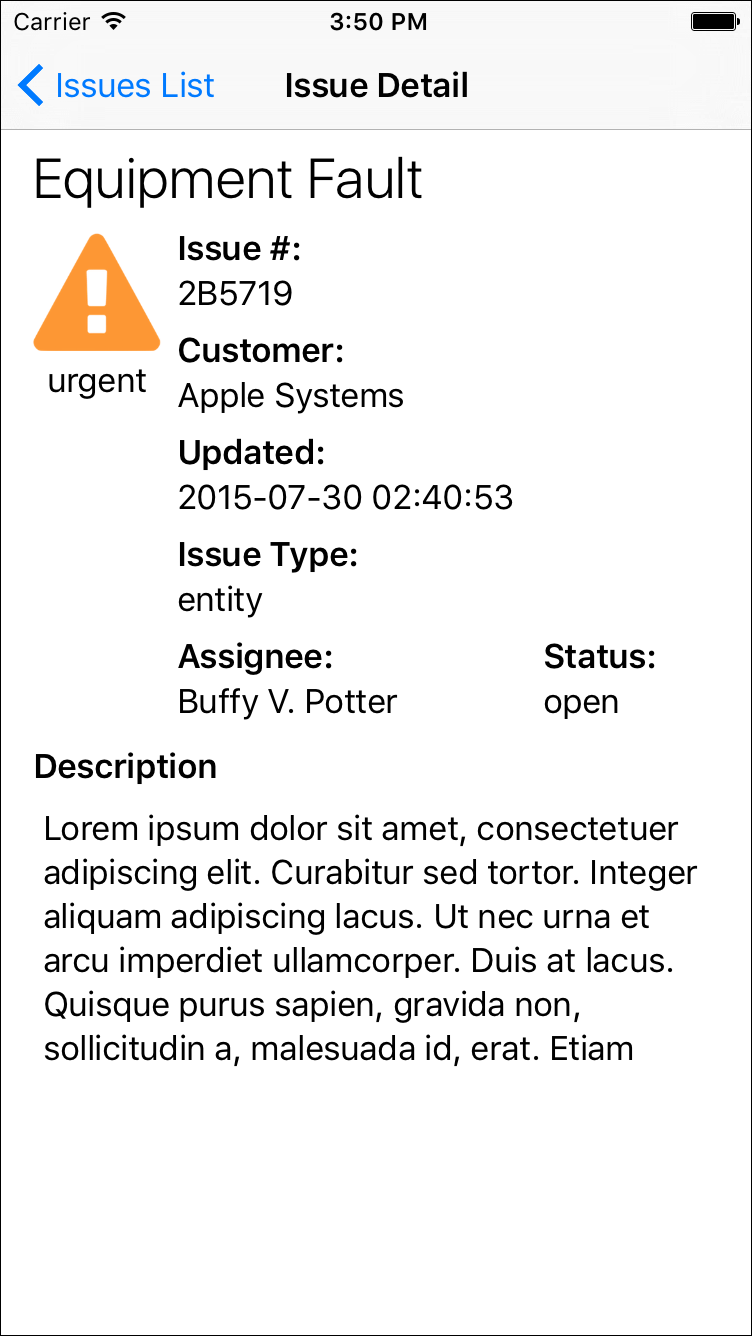 Carrier 3:50 PM
Issues List Issue Detail
Equipment Fault
urgent
Issue #:
2B5719
Customer:
Apple Systems
Updated:
2015-07-30 02:40:53
Issue Type:
entity
Assignee:
Buffy V. Potter
Status:
open
Description
Lorem ipsum dolor sit amet, consectetuer
adipiscing elit. Curabitur sed tortor. Integer
aliquam adipiscing lacus. Ut nec urna et
arcu imperdiet ullamcorper. Duis at lacus.
Quisque purus sapien, gravida non,
sollicitudin a, malesuada id, erat. Etiam